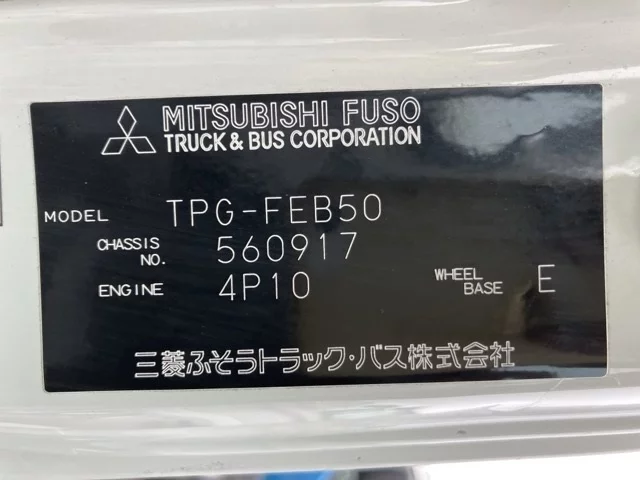 MITSUBISHI FUSO
TRUCK & BUS CORPORATION
MODEL TPG-FEB50
CHASSIS NO. 560917
ENGINE 4P10 WHEEL BASE E
三菱ふそうトラック・バス株式会社